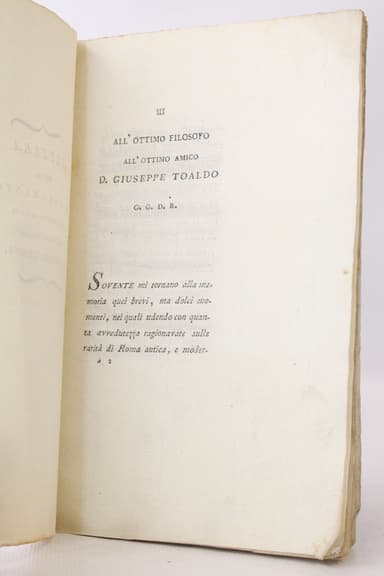 III
ALL' OTTIMO FILOSOFO
ALL' OTTIMO AMICO
D. GIUSEPPE TOALDO
G. G. D. R.
SOVENTE mi tornano alla me-
moria quei brevi, ma dolci mo-
menti, nei quali udendo con quan-
ta avvedutezza ragionavate sulle
rarità di Roma antica, e moder-
a 2